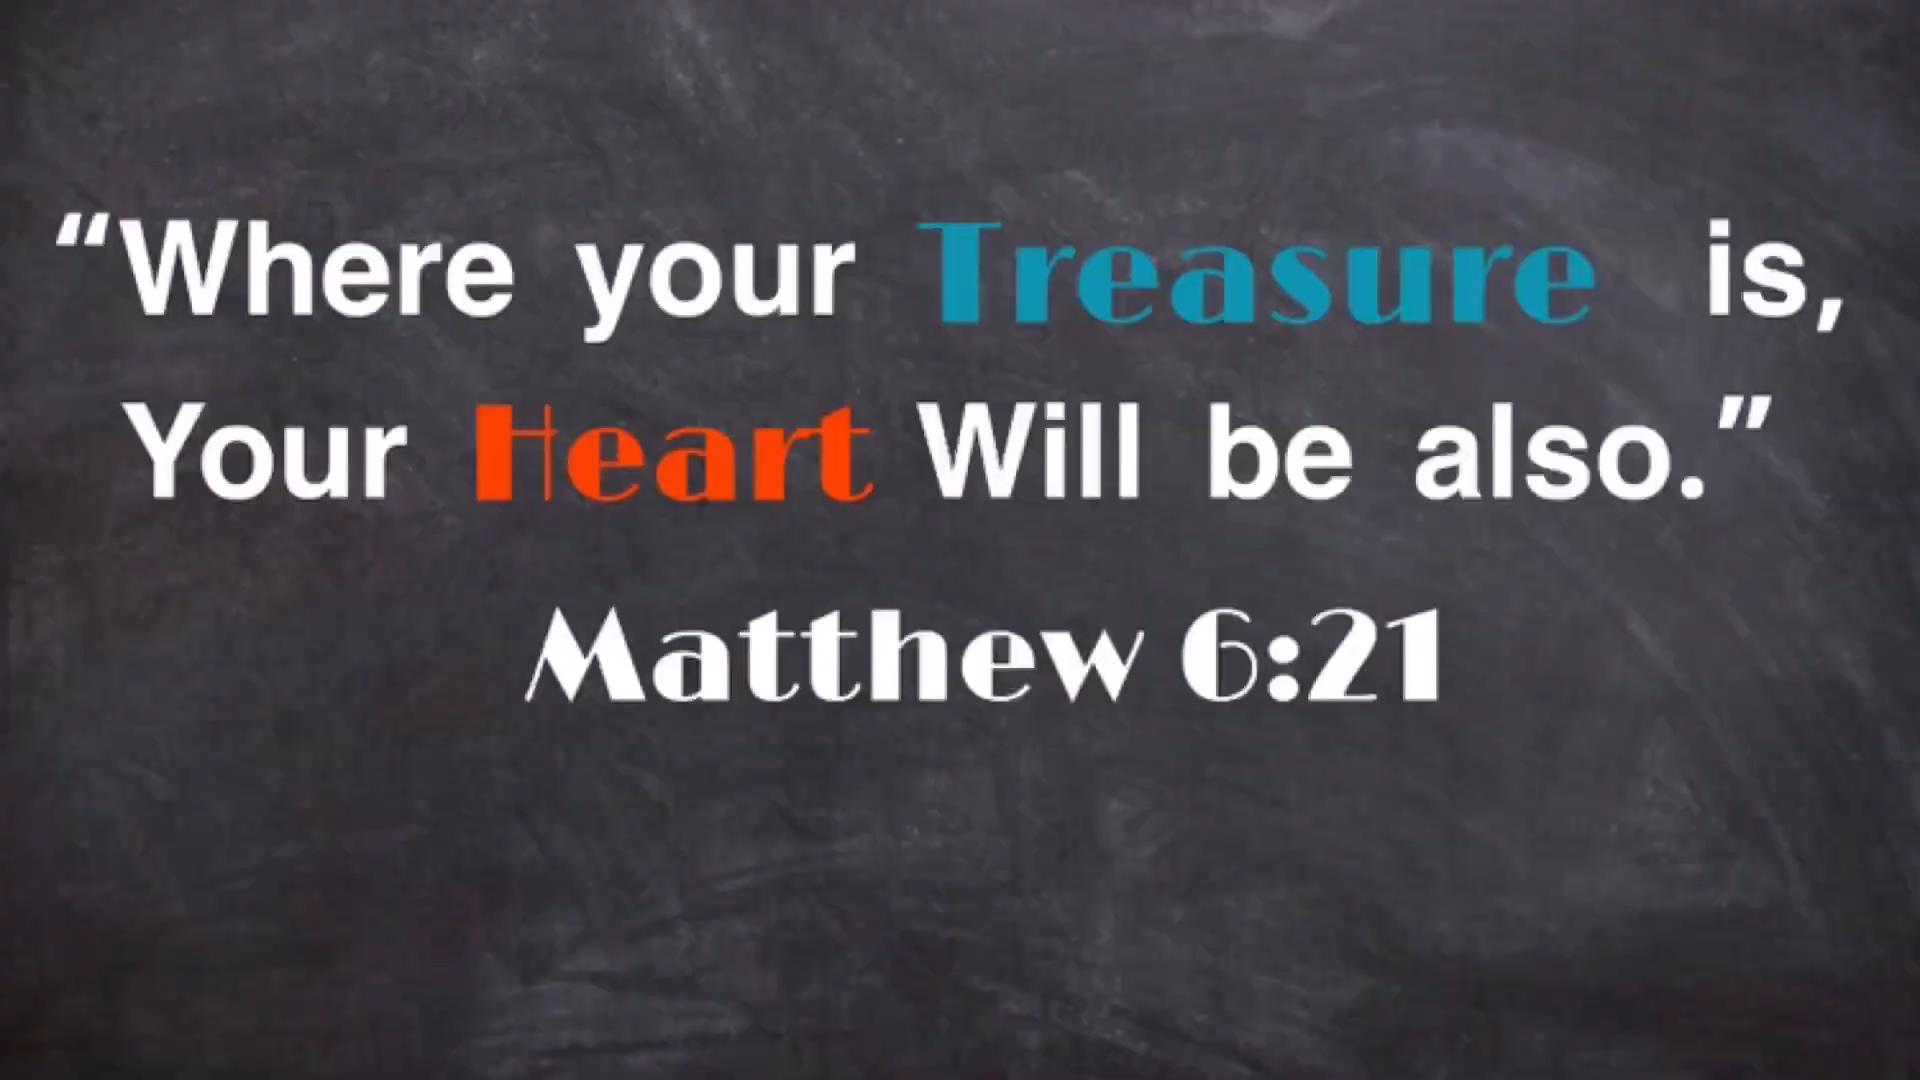 “Where your Treasure is,
Your Heart Will be also.”
Matthew 6:21